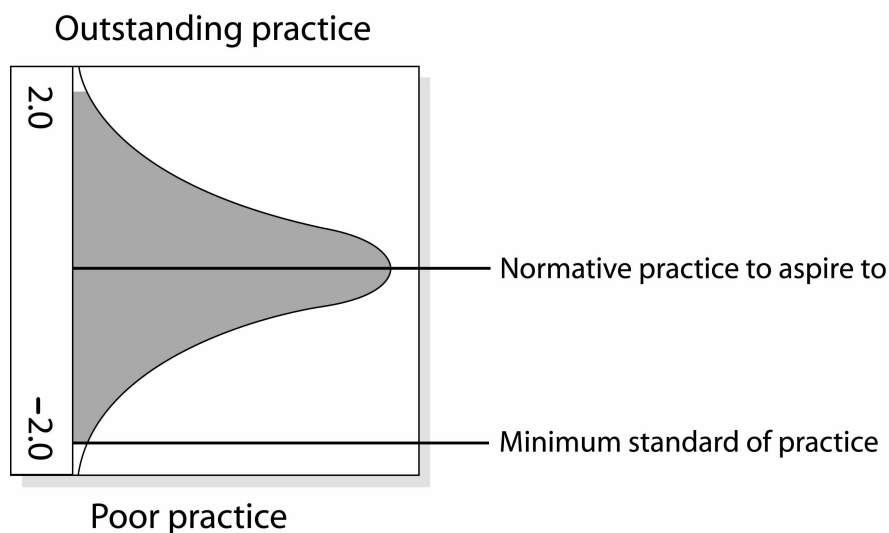 Outstanding practice
2.0
Normative practice to aspire to
−2.0
Minimum standard of practice
Poor practice